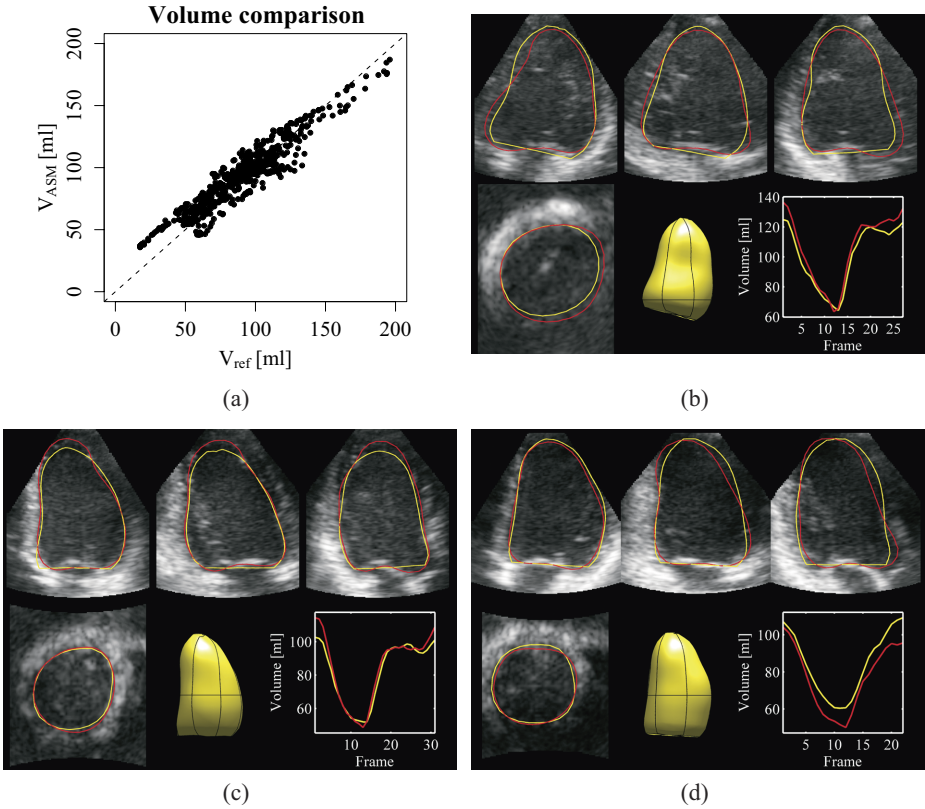 Volume comparison
V_ASM [ml]
200
150
100
50
0
0 50 100 150 200
V_ref [ml]
(a)
Volume [ml]
140
120
100
80
60
5 10 15 20 25
Frame
(b)
Volume [ml]
100
80
60
10 20 30
Frame
(c)
Volume [ml]
100
80
60
5 10 15 20
Frame
(d)